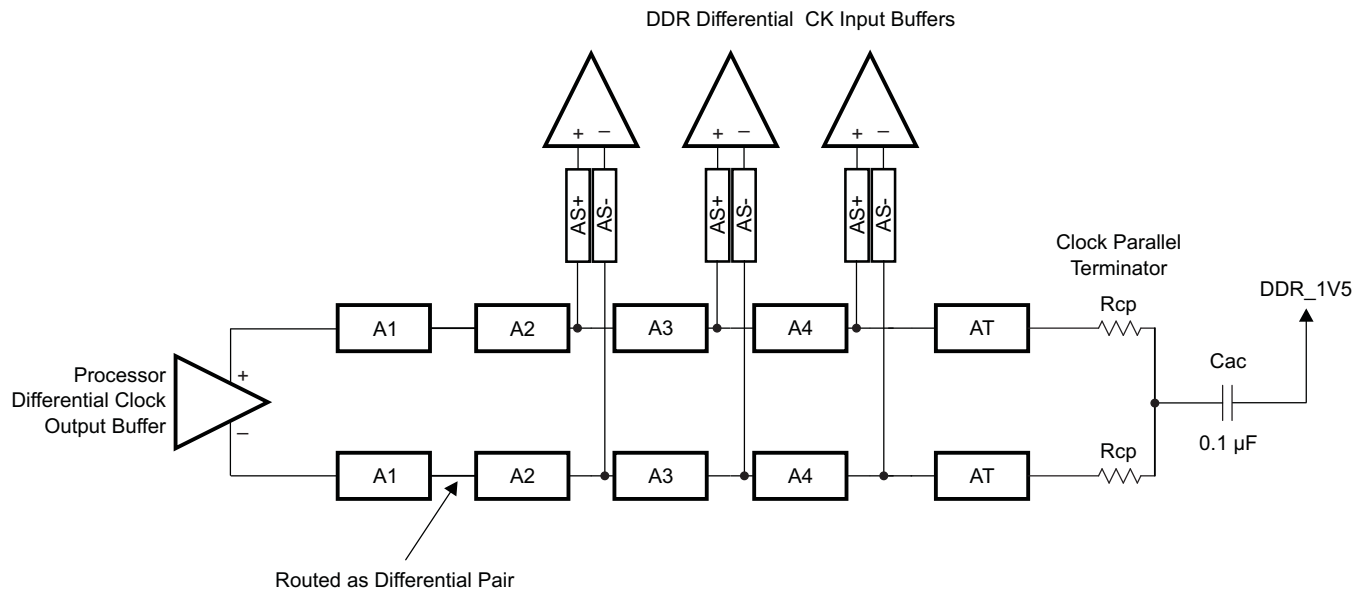 DDR Differential CK Input Buffers
+ – + – + –
AS+ AS- AS+ AS- AS+ AS-
Clock Parallel
Terminator
DDR_1V5
Rcp
A1 A2 A3 A4 AT
Processor
Differential Clock
Output Buffer
+
–
Cac
0.1 µF
Rcp
A1 A2 A3 A4 AT
Routed as Differential Pair